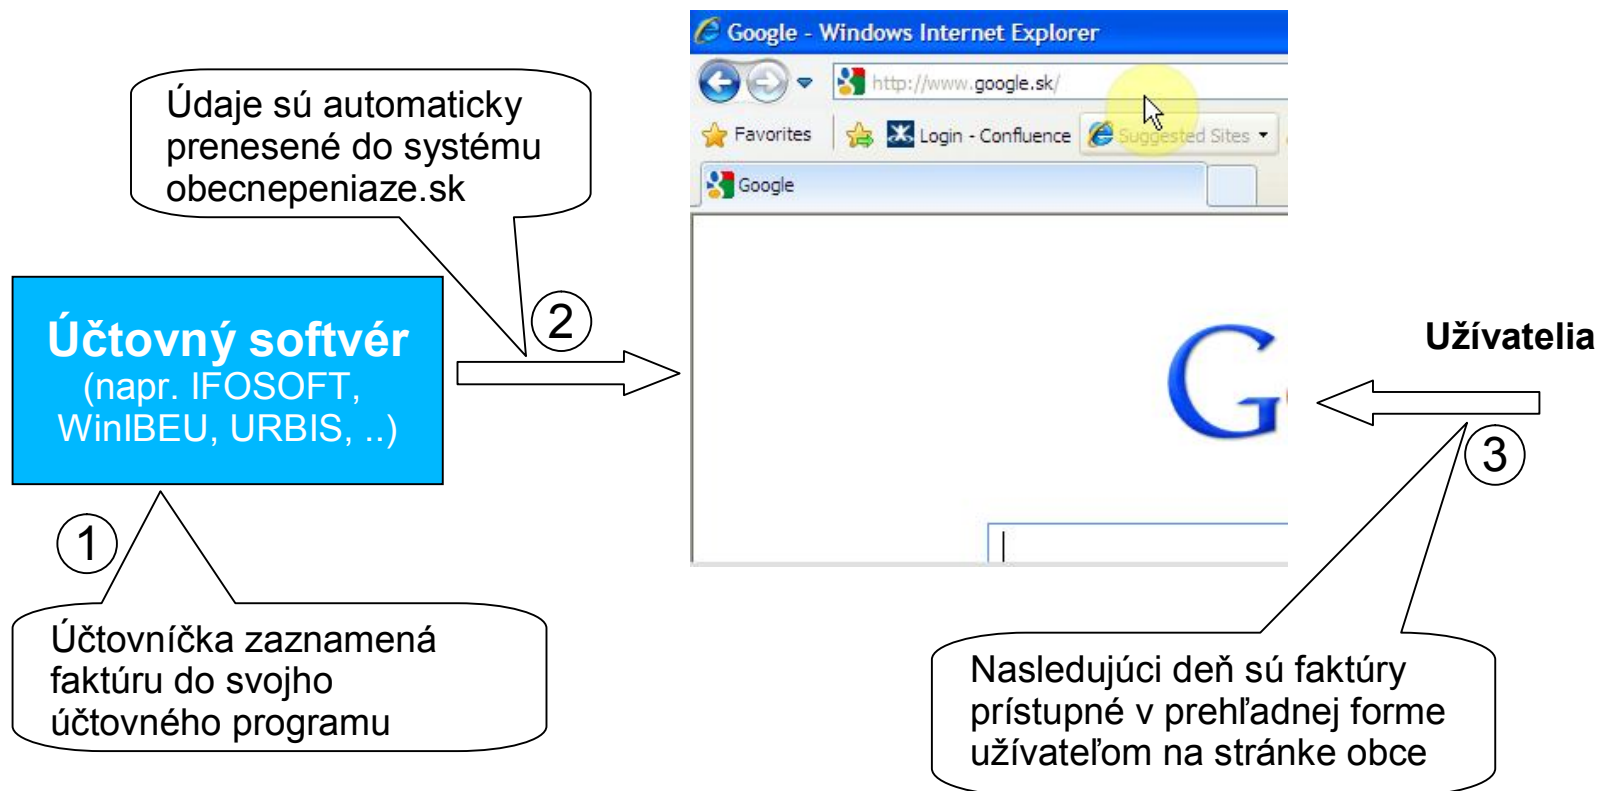 Google - Windows Internet Explorer
http://www.google.sk/
Favorites
Login - Confluence
Suggested Sites
Google
Údaje sú automaticky
prenesené do systému
obecnepeniaze.sk
Účtovný softvér
(napr. IFOSOFT,
WinIBEU, URBIS, ..)
2
G
Užívatelia
3
1
Účtovníčka zaznamená
faktúru do svojho
účtovného programu
Nasledujúci deň sú faktúry
prístupné v prehľadnej forme
užívateľom na stránke obce